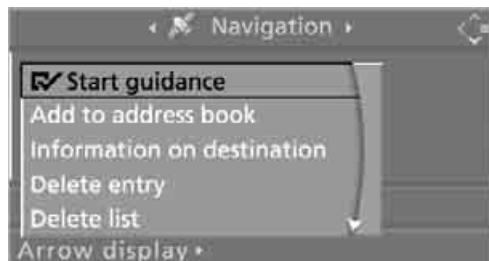 Navigation
Start guidance
Add to address book
Information on destination
Delete entry
Delete list
Arrow display